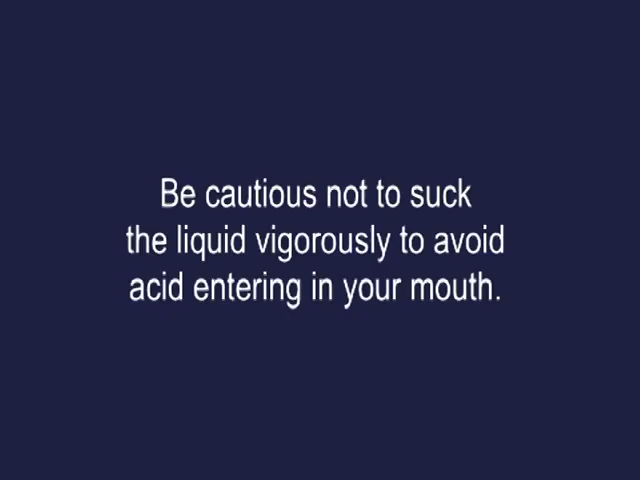 Be cautious not to suck
the liquid vigorously to avoid
acid entering in your mouth.